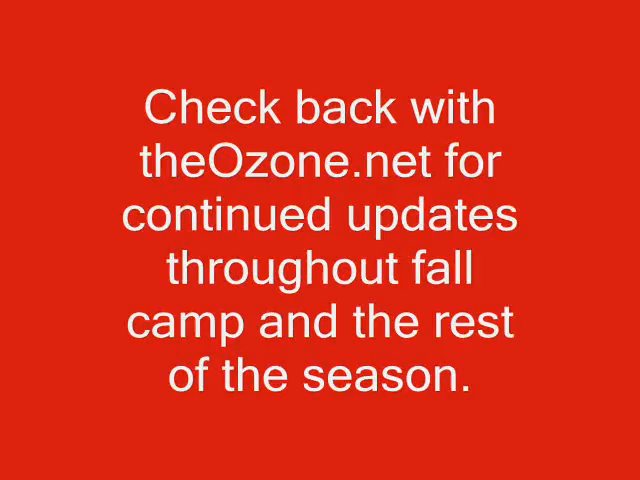 Check back with
theOzone.net for
continued updates
throughout fall
camp and the rest
of the season.